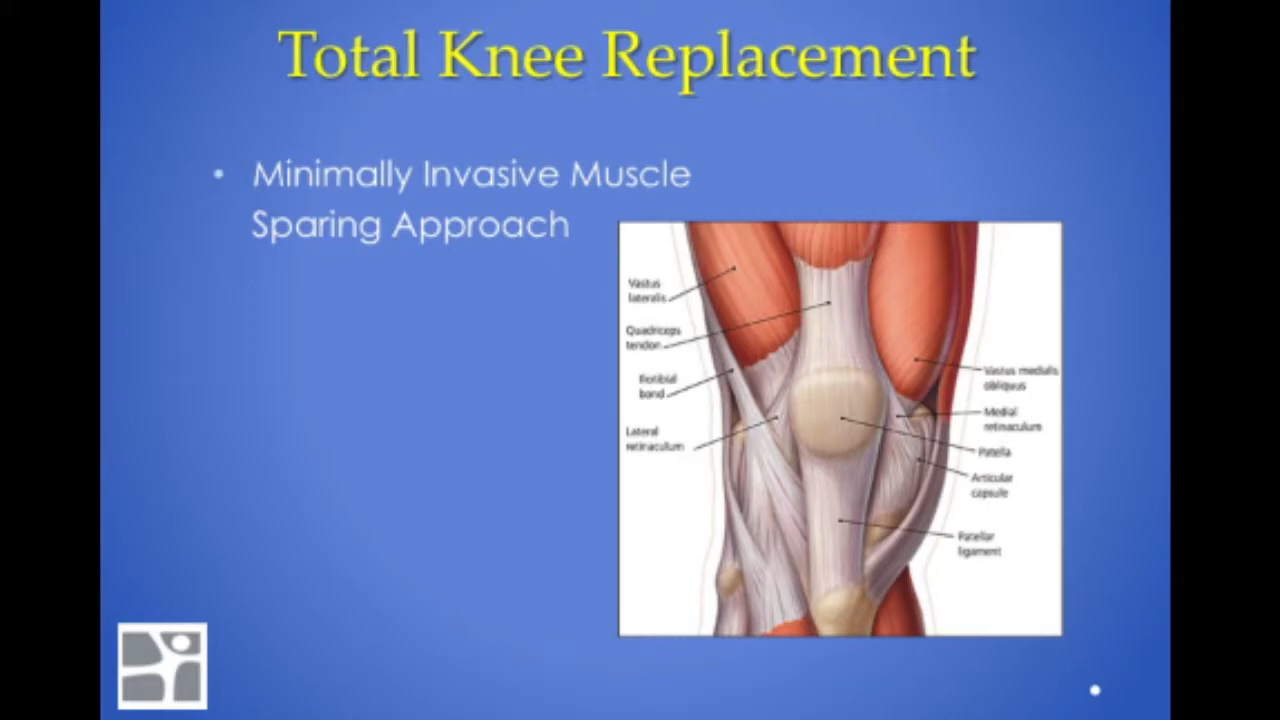 Total Knee Replacement
• Minimally Invasive Muscle
Sparing Approach
Vastus
lateralis
Quadriceps
tendon
Iliotibial
band
Lateral
retinaculum
Vastus medialis
obliquus
Medial
retinaculum
Patella
Articular
capsule
Patellar
ligament